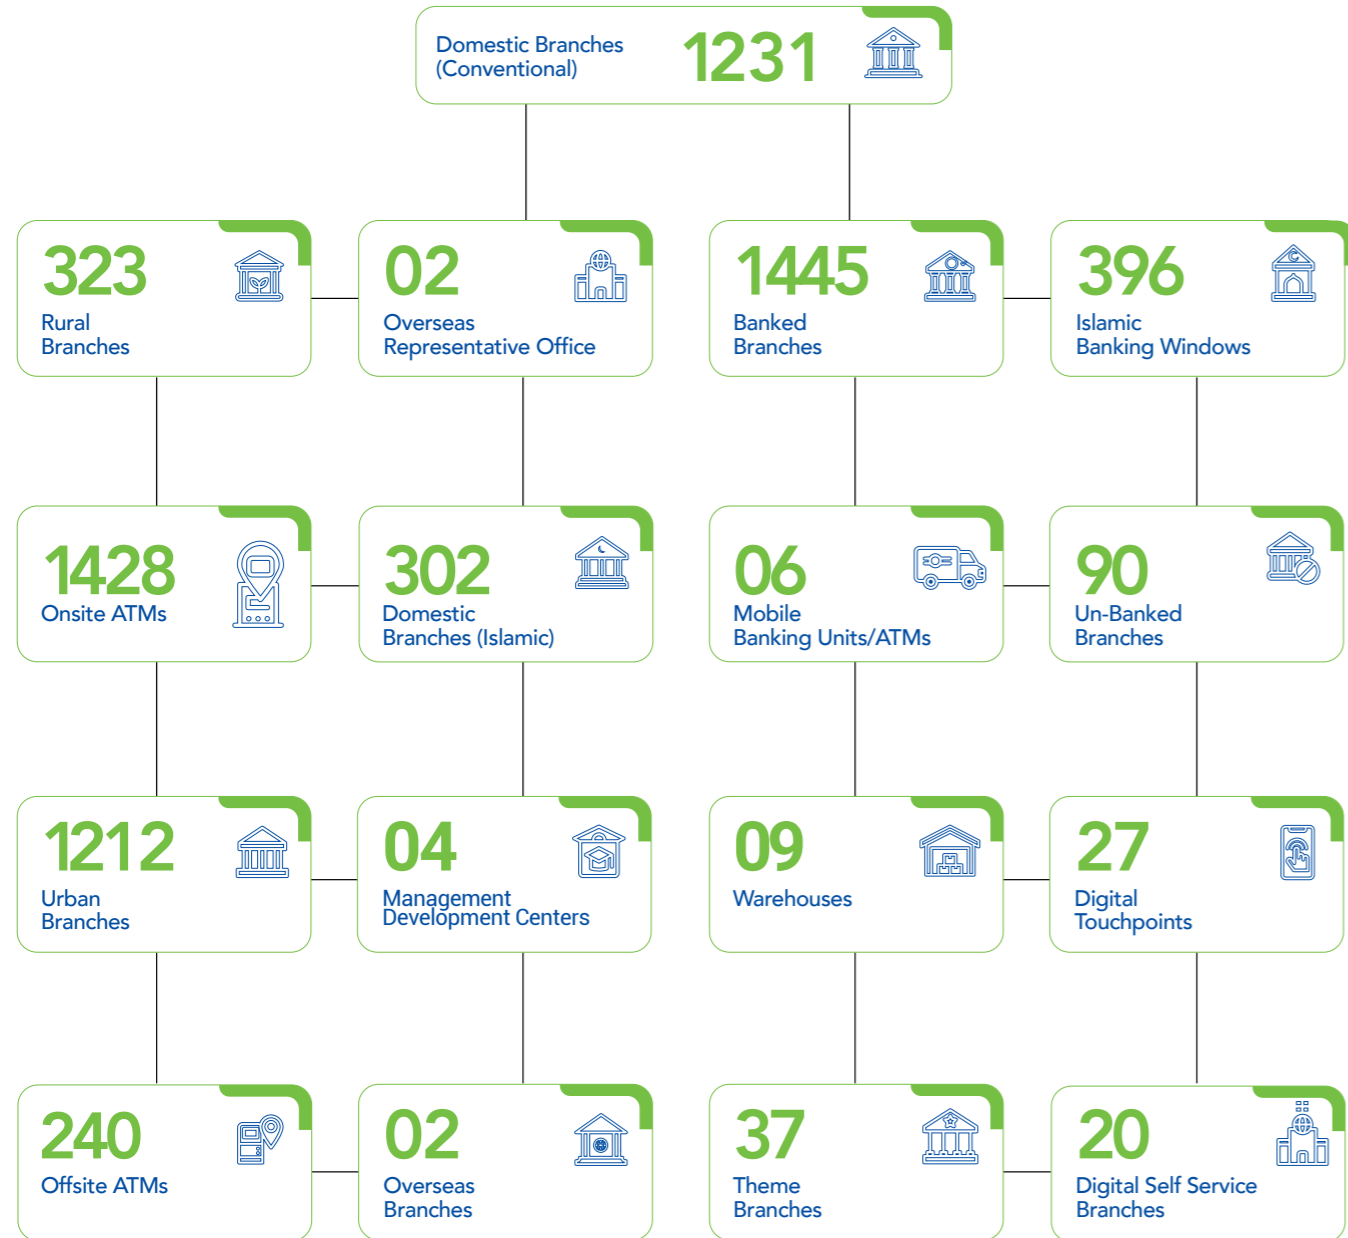 Domestic Branches
(Conventional)
1231
323
Rural
Branches
02
Overseas
Representative Office
1445
Banked
Branches
396
Islamic
Banking Windows
1428
Onsite ATMs
302
Domestic
Branches (Islamic)
06
Mobile
Banking Units/ATMs
90
Un-Banked
Branches
1212
Urban
Branches
04
Management
Development Centers
09
Warehouses
27
Digital
Touchpoints
240
Offsite ATMs
02
Overseas
Branches
37
Theme
Branches
20
Digital Self Service
Branches